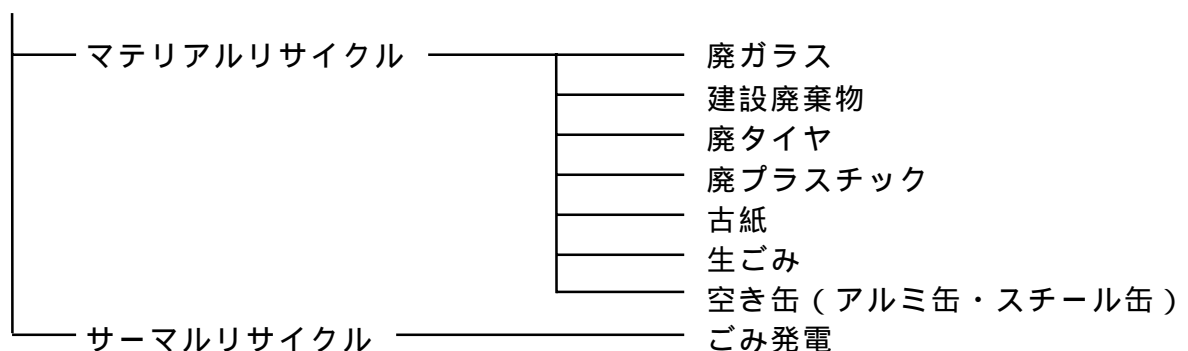 マテリアルリサイクル 廃ガラス
建設廃棄物
廃タイヤ
廃プラスチック
古紙
生ごみ
空き缶（アルミ缶・スチール缶）
サーマルリサイクル ごみ発電